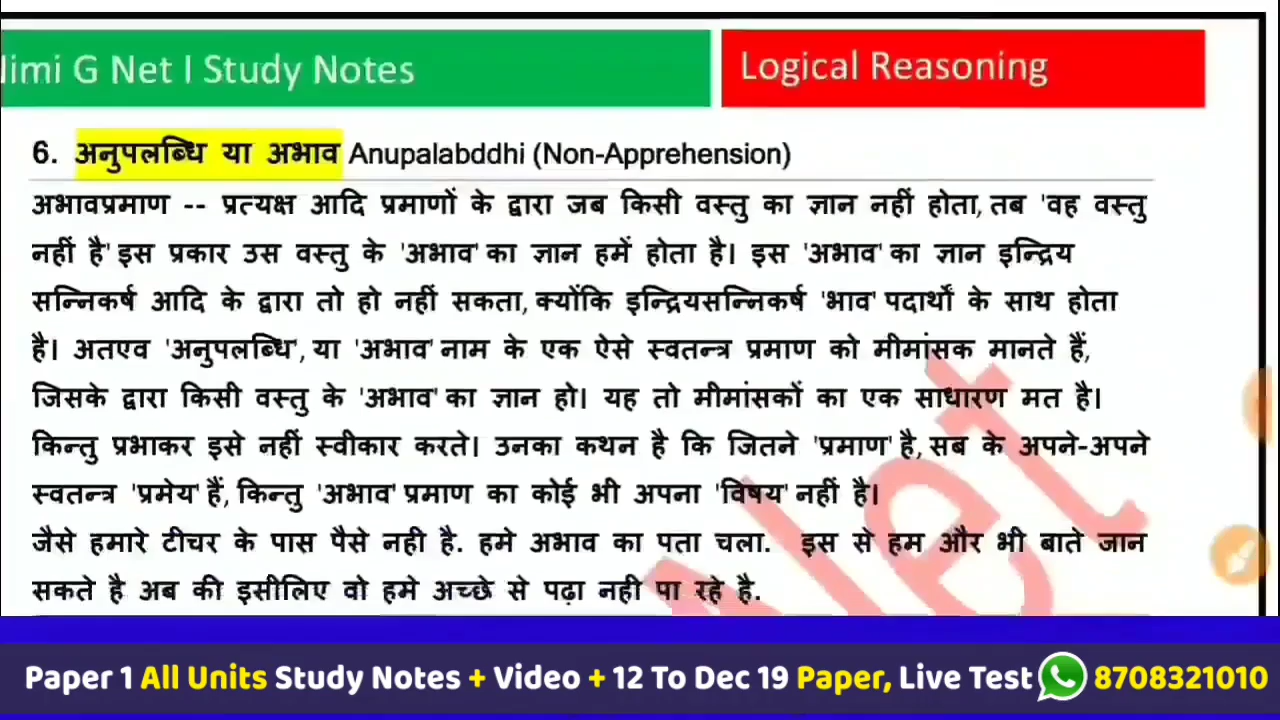 Nimi G Net I Study Notes
Logical Reasoning
6. अनुपलब्धि या अभाव Anupalabddhi (Non-Apprehension)
अभावप्रमाण -- प्रत्यक्ष आदि प्रमाणों के द्वारा जब किसी वस्तु का ज्ञान नहीं होता, तब 'वह वस्तु
नहीं है' इस प्रकार उस वस्तु के 'अभाव' का ज्ञान हमें होता है। इस 'अभाव' का ज्ञान इन्द्रिय
सन्निकर्ष आदि के द्वारा तो हो नहीं सकता, क्योंकि इन्द्रियसन्निकर्ष 'भाव' पदार्थों के साथ होता
है। अतएव 'अनुपलब्धि', या 'अभाव' नाम के एक ऐसे स्वतन्त्र प्रमाण को मीमांसक मानते हैं,
जिसके द्वारा किसी वस्तु के 'अभाव' का ज्ञान हो। यह तो मीमांसकों का एक साधारण मत है।
किन्तु प्रभाकर इसे नहीं स्वीकार करते। उनका कथन है कि जितने 'प्रमाण' है, सब के अपने-अपने
स्वतन्त्र 'प्रमेय' हैं, किन्तु 'अभाव' प्रमाण का कोई भी अपना 'विषय' नहीं है।
जैसे हमारे टीचर के पास पैसे नही है. हमे अभाव का पता चला. इस से हम और भी बाते जान
सकते है अब की इसीलिए वो हमे अच्छे से पढ़ा नही पा रहे है.
Net
Paper 1 All Units Study Notes + Video + 12 To Dec 19 Paper, Live Test 8708321010